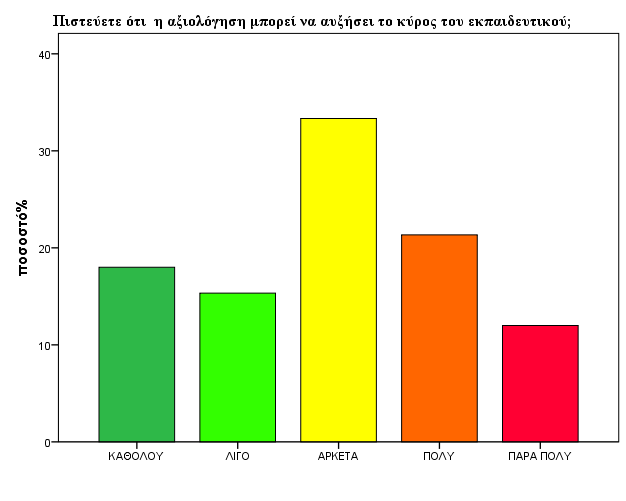 Πιστεύετε ότι  η αξιολόγηση μπορεί να αυξήσει το κύρος του εκπαιδευτικού;
ποσοστό%
40
30
20
10
0
ΚΑΘΟΛΟΥ
ΛΙΓΟ
ΑΡΚΕΤΑ
ΠΟΛΥ
ΠΑΡΑ ΠΟΛΥ